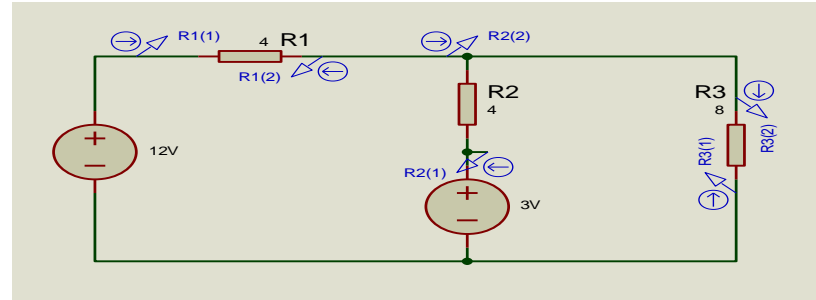 R1(1)
4
R1
R1(2)
R2(2)
R2
4
R3
8
R3(1)
R3(2)
12V
R2(1)
3V